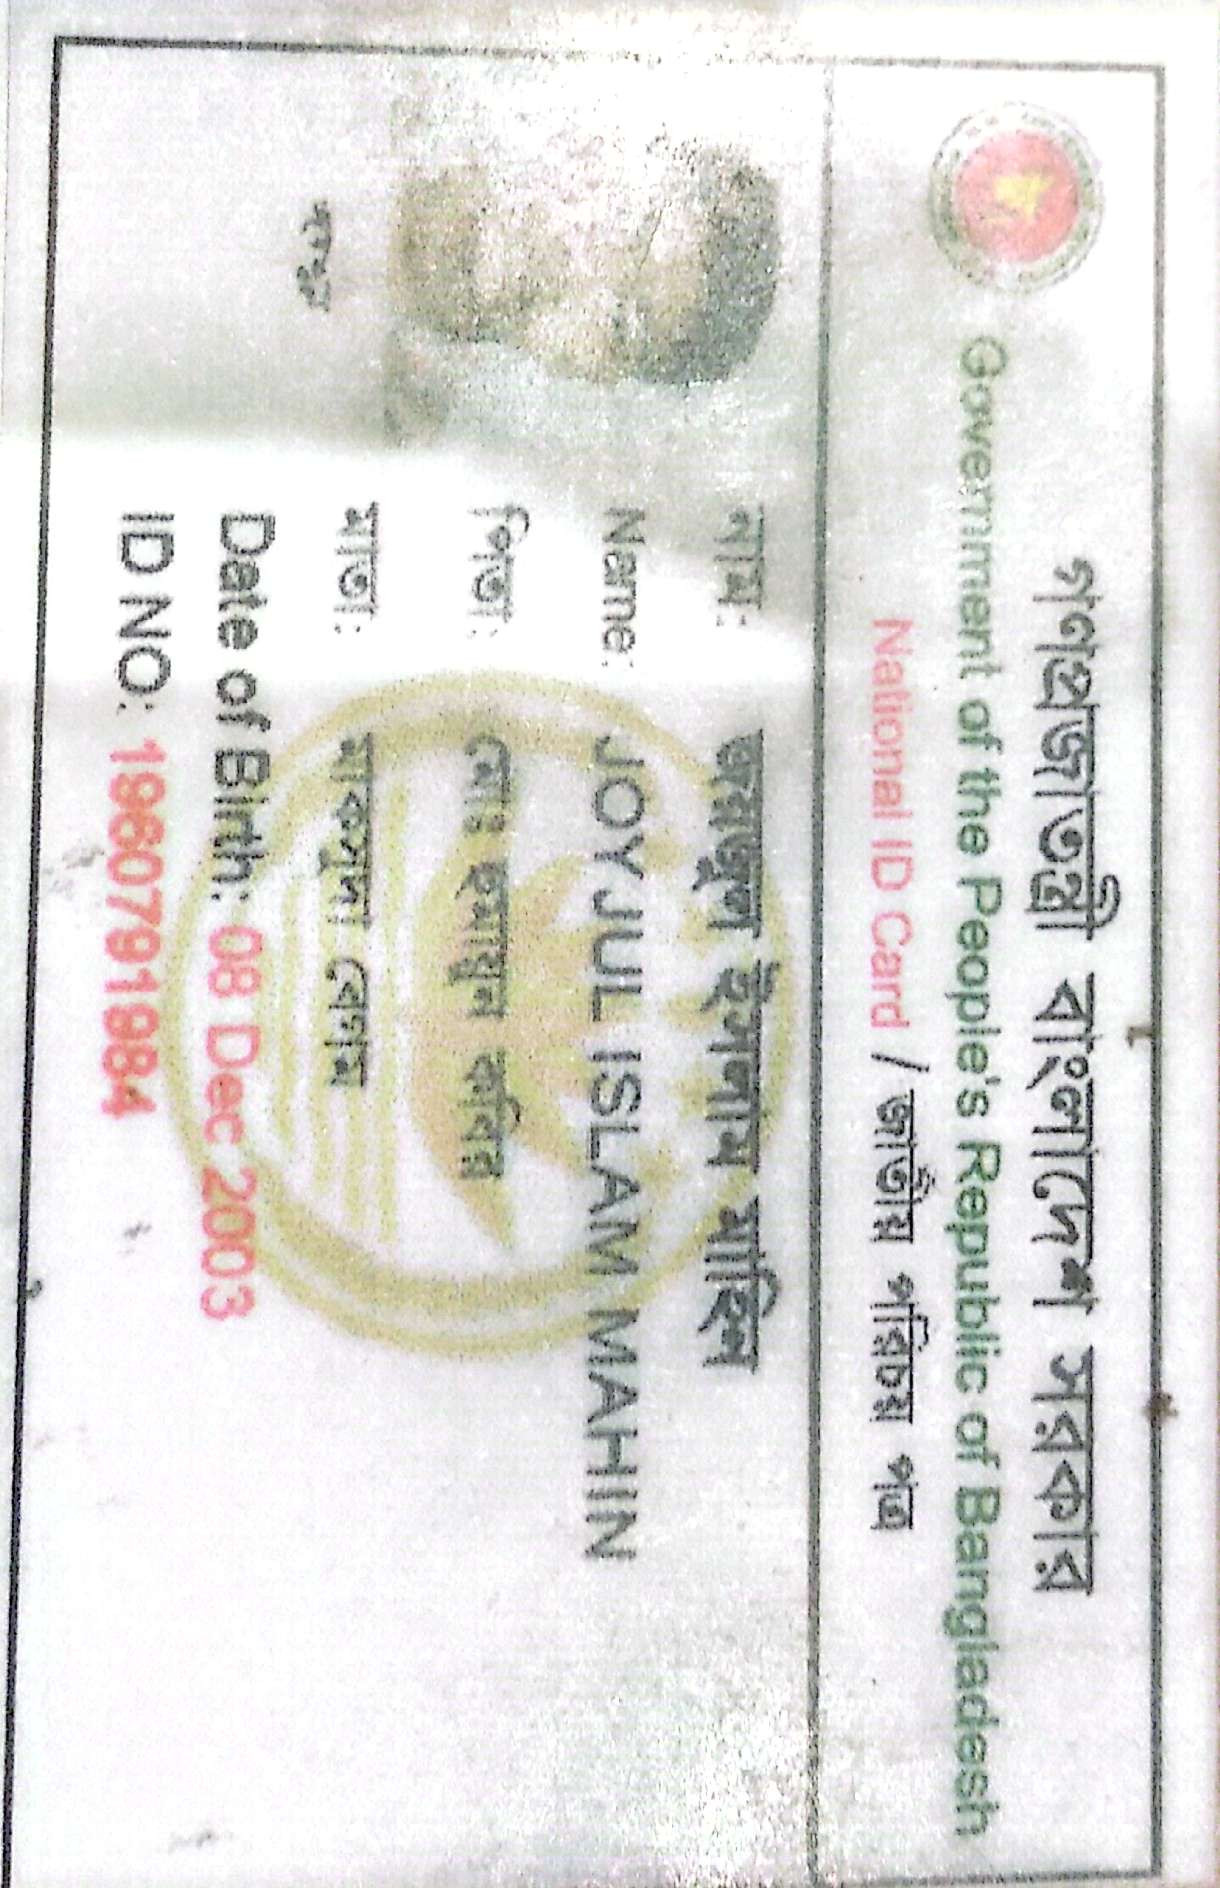 গণপ্রজাতন্ত্রী বাংলাদেশ সরকার
Government of the People's Republic of Bangladesh
National ID Card / জাতীয় পরিচয় পত্র
নাম: জয়জুল ইসলাম মাহিন
Name: JOYJUL ISLAM MAHIN
পিতা: মোঃ হুমায়ুন কবির
মাতা: মাকসুদা বেগম
Date of Birth: 08 Dec 2003
ID NO: 1960791984